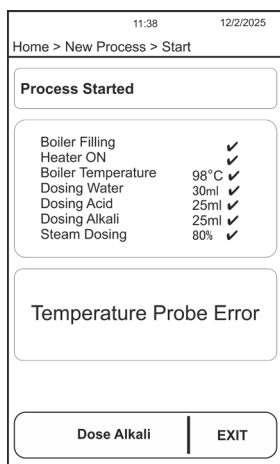 11:38 12/2/2025
Home > New Process > Start
Process Started
Boiler Filling ✔
Heater ON ✔
Boiler Temperature 98°C ✔
Dosing Water 30ml ✔
Dosing Acid 25ml ✔
Dosing Alkali 25ml ✔
Steam Dosing 80% ✔
Temperature Probe Error
Dose Alkali EXIT